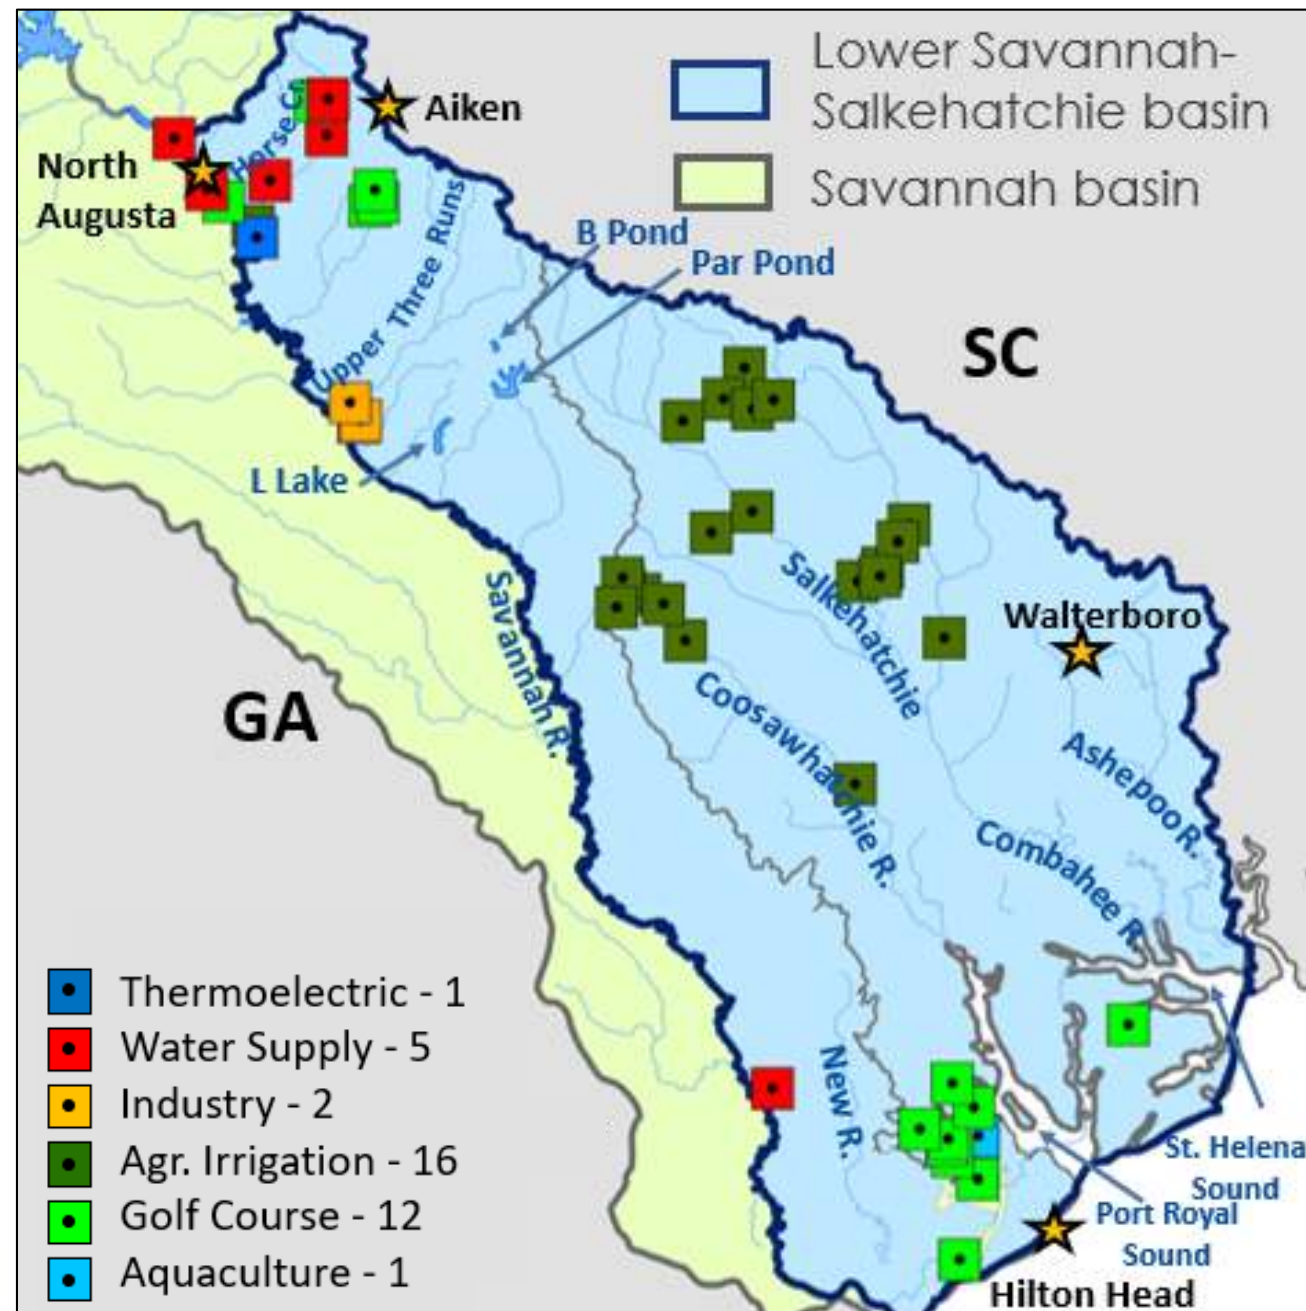 Lower Savannah-
Salkehatchie basin
Savannah basin
Aiken
North
Augusta
Horse Cr.
Upper Three Runs
B Pond
Par Pond
SC
L Lake
Savannah R.
GA
Salkehatchie
Walterboro
Coosawhatchie R.
Ashepoo R.
Combahee R.
New R.
St. Helena
Sound
Port Royal
Sound
Hilton Head
Thermoelectric - 1
Water Supply - 5
Industry - 2
Agr. Irrigation - 16
Golf Course - 12
Aquaculture - 1